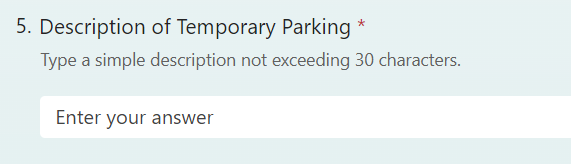 5. Description of Temporary Parking *
Type a simple description not exceeding 30 characters.
Enter your answer